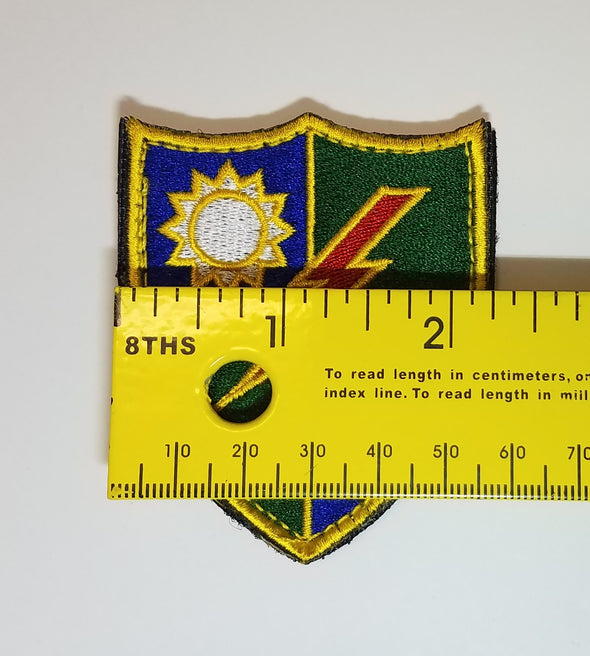 1 2
8THS
To read length in centimeters, or
index line. To read length in mill
10 20 30 40 50 60 70